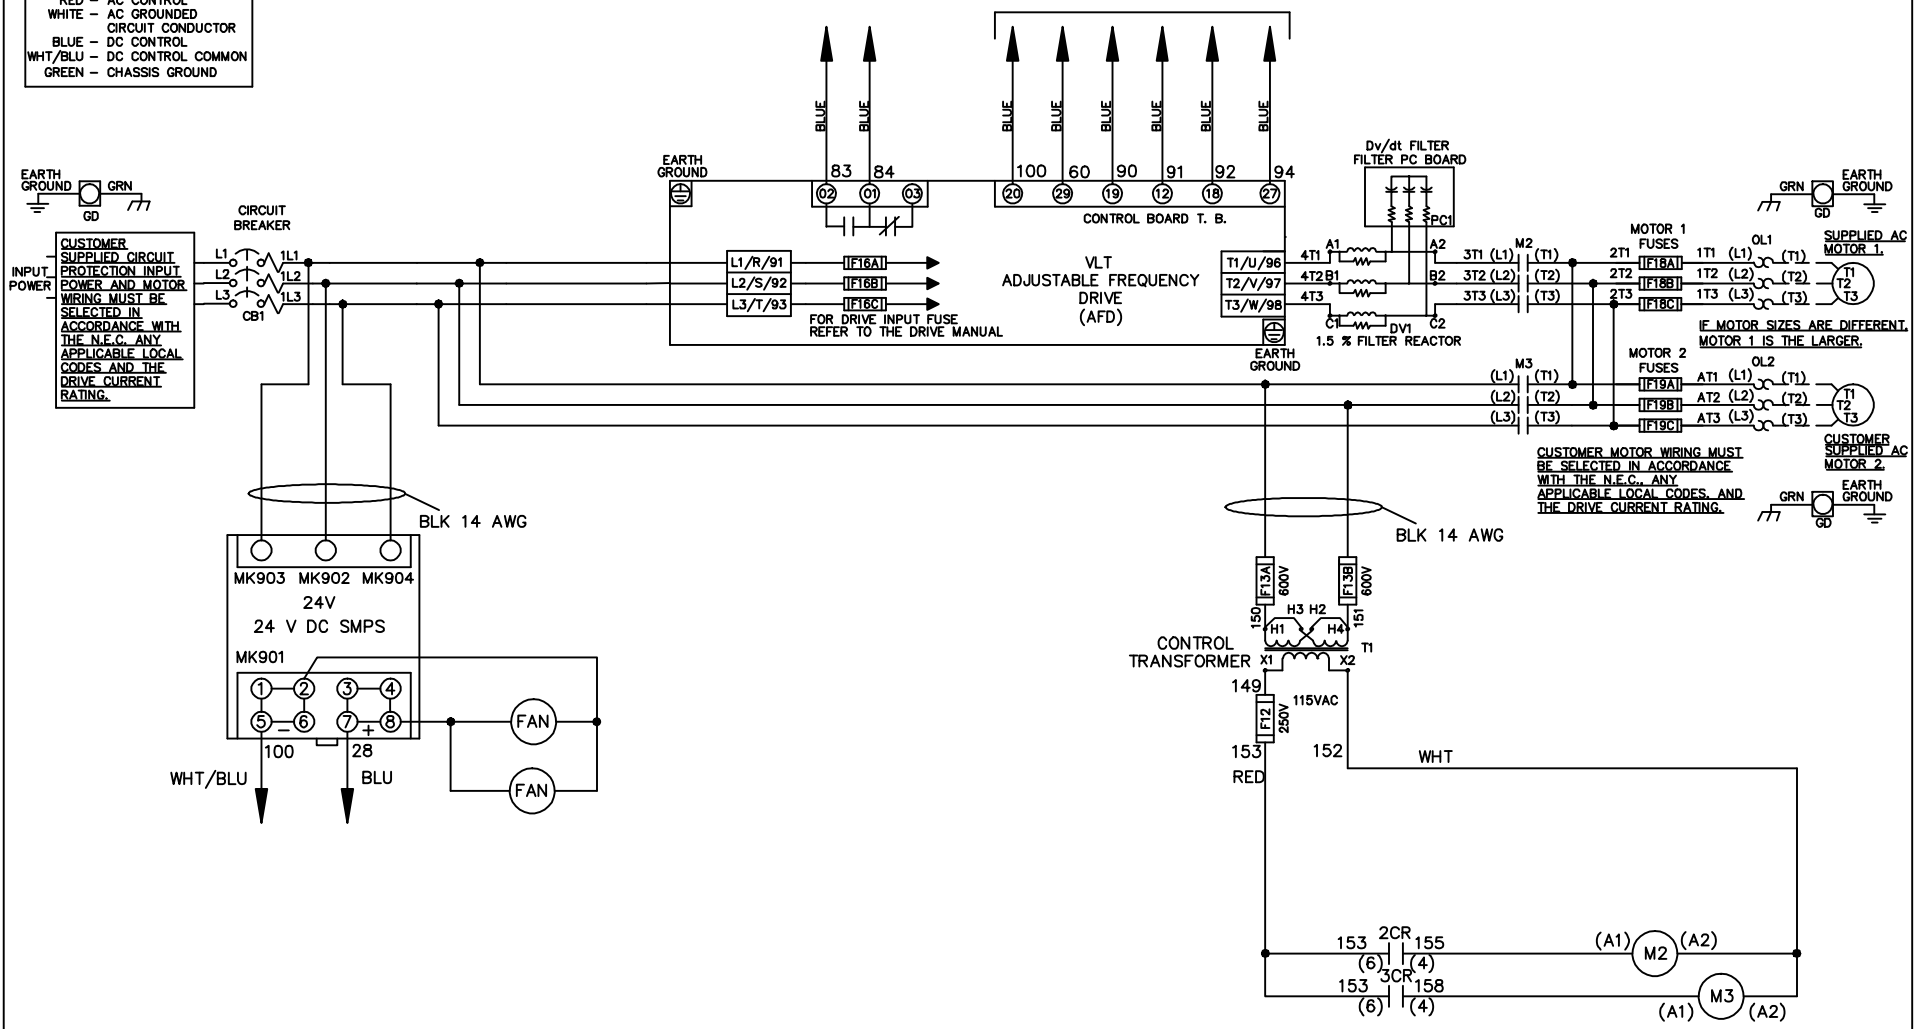 RED – AC CONTROL
WHITE – AC GROUNDED
CIRCUIT CONDUCTOR
BLUE – DC CONTROL
WHT/BLU – DC CONTROL COMMON
GREEN – CHASSIS GROUND
BLUE
BLUE
BLUE
BLUE
BLUE
BLUE
BLUE
BLUE
EARTH
GROUND
GRN
GD
CIRCUIT
BREAKER
INPUT
POWER
CUSTOMER
SUPPLIED CIRCUIT
PROTECTION INPUT
POWER AND MOTOR
WIRING MUST BE
SELECTED IN
ACCORDANCE WITH
THE N.E.C. ANY
APPLICABLE LOCAL
CODES AND THE
DRIVE CURRENT
RATING.
L1 1L1
L2 1L2
L3 1L3
CB1
EARTH
GROUND
83 84
02 01 03
100 60 90 91 92 94
20 29 19 12 18 27
CONTROL BOARD T. B.
L1/R/91 F16A
L2/S/92 F16B
L3/T/93 F16C
FOR DRIVE INPUT FUSE
REFER TO THE DRIVE MANUAL
VLT
ADJUSTABLE FREQUENCY
DRIVE
(AFD)
T1/U/96
T2/V/97
T3/W/98
EARTH
GROUND
Dv/dt FILTER
FILTER PC BOARD
PC1
4T1 A1 A2
4T2 B1 B2
4T3
C1 DV1 C2
1.5 % FILTER REACTOR
M2
3T1 (L1) (T1)
3T2 (L2) (T2)
3T3 (L3) (T3)
MOTOR 1
FUSES
2T1 F18A 1T1 (L1) OL1 (T1)
2T2 F18B 1T2 (L2) (T2)
2T3 F18C 1T3 (L3) (T3)
GRN
EARTH
GROUND
GD
SUPPLIED AC
MOTOR 1.
T1
T2
T3
IF MOTOR SIZES ARE DIFFERENT,
MOTOR 1 IS THE LARGER.
M3
(L1) (T1)
(L2) (T2)
(L3) (T3)
MOTOR 2
FUSES
F19A AT1 (L1) OL2 (T1)
F19B AT2 (L2) (T2)
F19C AT3 (L3) (T3)
T1
T2
T3
CUSTOMER
SUPPLIED AC
MOTOR 2.
CUSTOMER MOTOR WIRING MUST
BE SELECTED IN ACCORDANCE
WITH THE N.E.C., ANY
APPLICABLE LOCAL CODES, AND
THE DRIVE CURRENT RATING.
GRN
EARTH
GROUND
GD
BLK 14 AWG
MK903 MK902 MK904
24V
24 V DC SMPS
MK901
1 2 3 4
5 – 6 7 + 8
100 28
WHT/BLU BLU
FAN
FAN
BLK 14 AWG
F13A 600V
F13B 600V
150 H3 H2 151
H1 H4
CONTROL
TRANSFORMER
T1
X1 X2
149 115VAC
F12 250V
153 152
RED
WHT
2CR
153 155
(6) (4)
(A1) M2 (A2)
3CR
153 158
(6) (4)
(A1) M3 (A2)